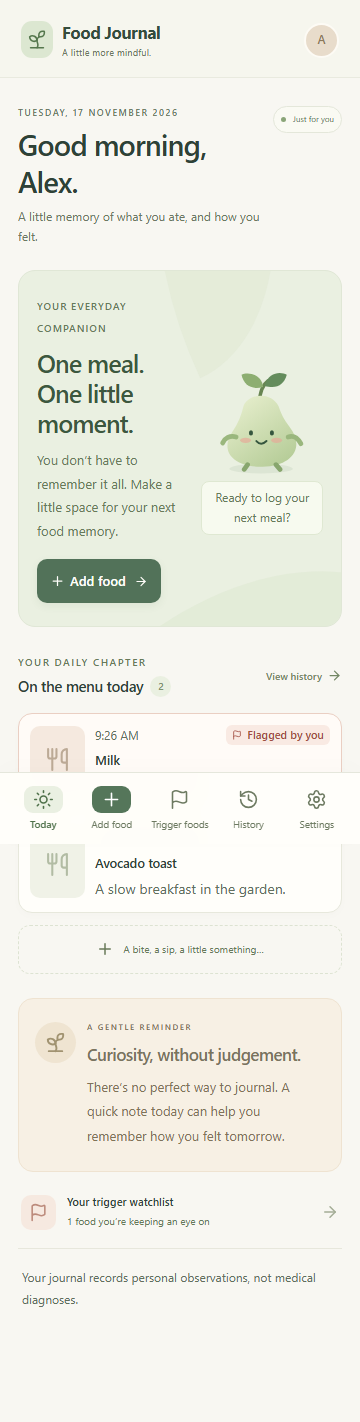 Food Journal
A little more mindful.
A
TUESDAY, 17 NOVEMBER 2026
Just for you
Good morning,
Alex.
A little memory of what you ate, and how you
felt.
YOUR EVERYDAY
COMPANION
One meal.
One little
moment.
You don't have to
remember it all. Make a
little space for your next
food memory.
Add food
Ready to log your
next meal?
YOUR DAILY CHAPTER
On the menu today 2
View history
9:26 AM
Flagged by you
Milk
Today
Add food
Trigger foods
History
Settings
Avocado toast
A slow breakfast in the garden.
A bite, a sip, a little something...
A GENTLE REMINDER
Curiosity, without judgement.
There's no perfect way to journal. A
quick note today can help you
remember how you felt tomorrow.
Your trigger watchlist
1 food you're keeping an eye on
Your journal records personal observations, not medical
diagnoses.